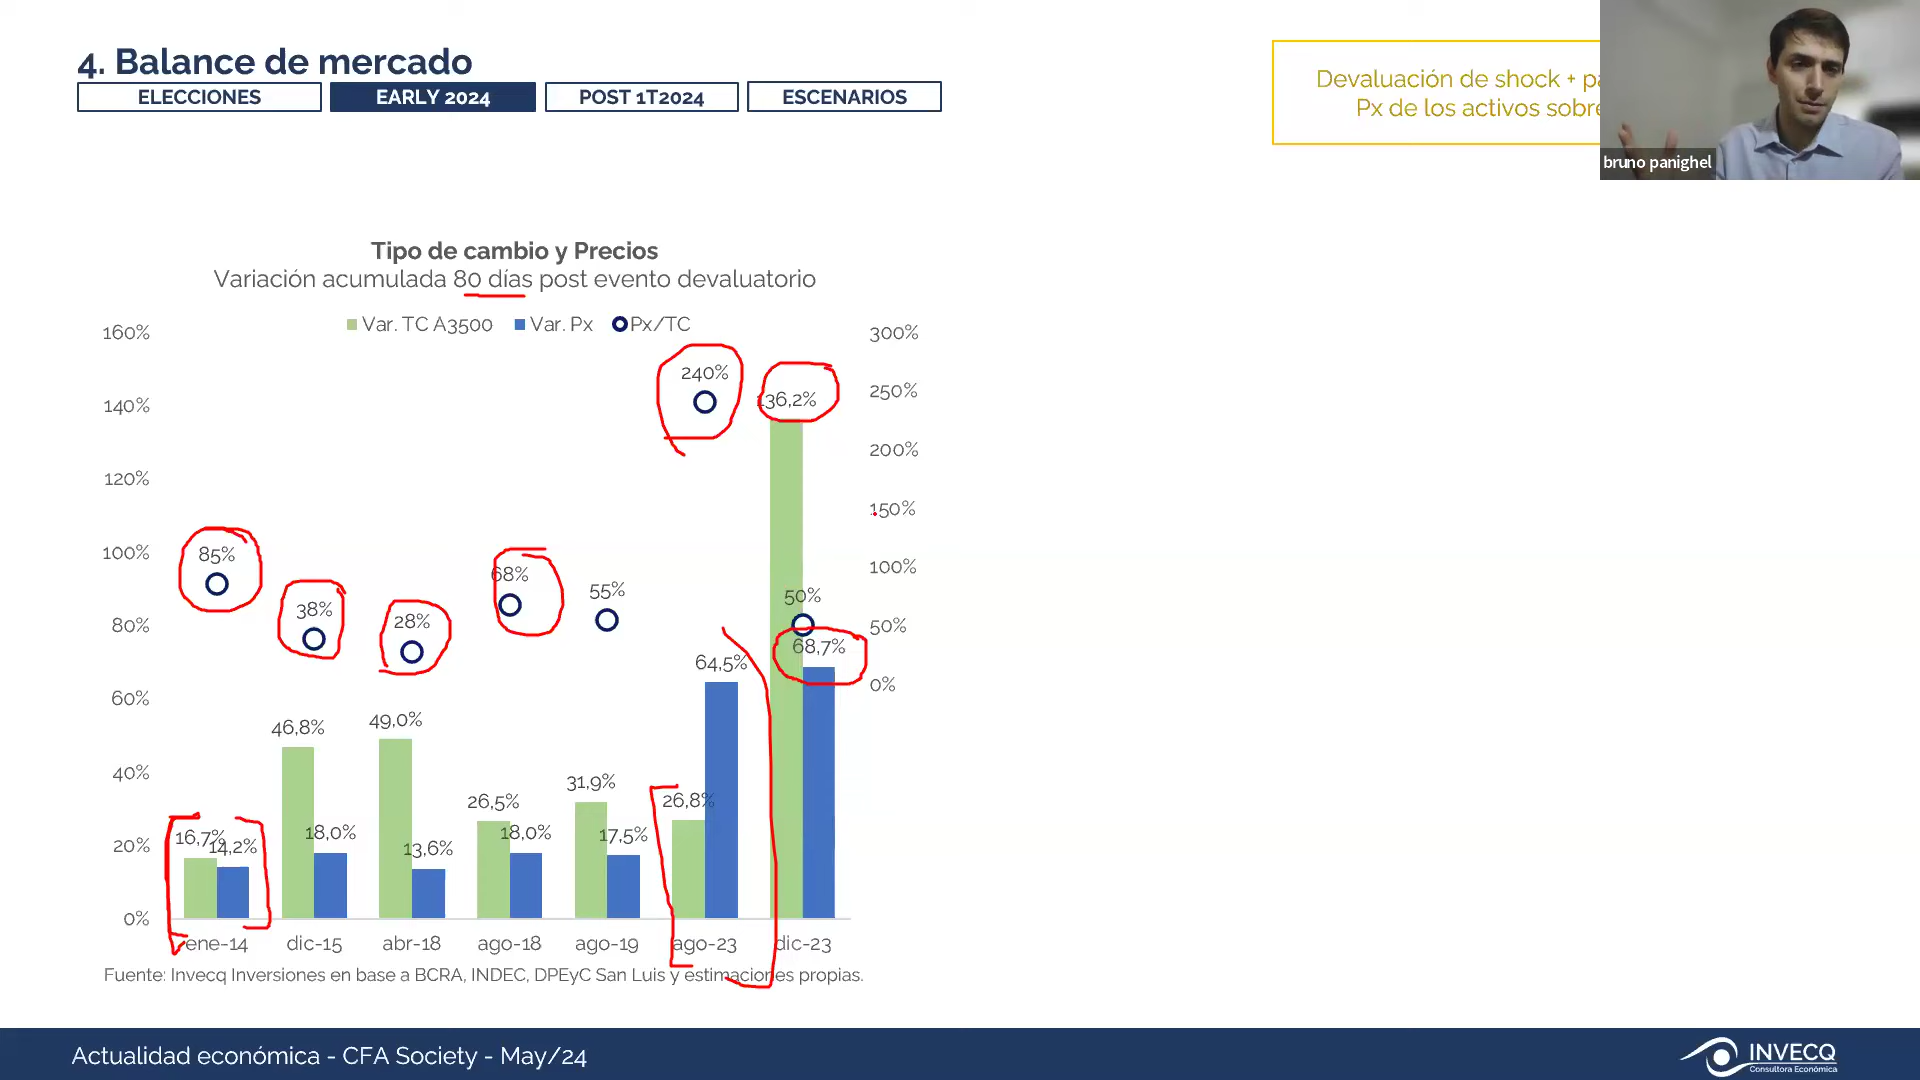 4. Balance de mercado
ELECCIONES
EARLY 2024
POST 1T2024
ESCENARIOS
Devaluación de shock +
Px de los activos
bruno panighel
Tipo de cambio y Precios
Variación acumulada 80 días post evento devaluatorio
Var. TC A3500 Var. Px Px/TC
160%
140%
120%
100%
80%
60%
40%
20%
0%
300%
250%
200%
150%
100%
50%
0%
85%
38%
28%
68%
55%
240%
50%
16,7%
14,2%
46,8%
18,0%
49,0%
13,6%
26,5%
18,0%
31,9%
17,5%
26,8%
64,5%
136,2%
68,7%
ene-14 dic-15 abr-18 ago-18 ago-19 ago-23 dic-23
Fuente: Invecq Inversiones en base a BCRA, INDEC, DPEyC San Luis y estimaciones propias.
Actualidad económica - CFA Society - May/24
INVECQ
Consultora Económica